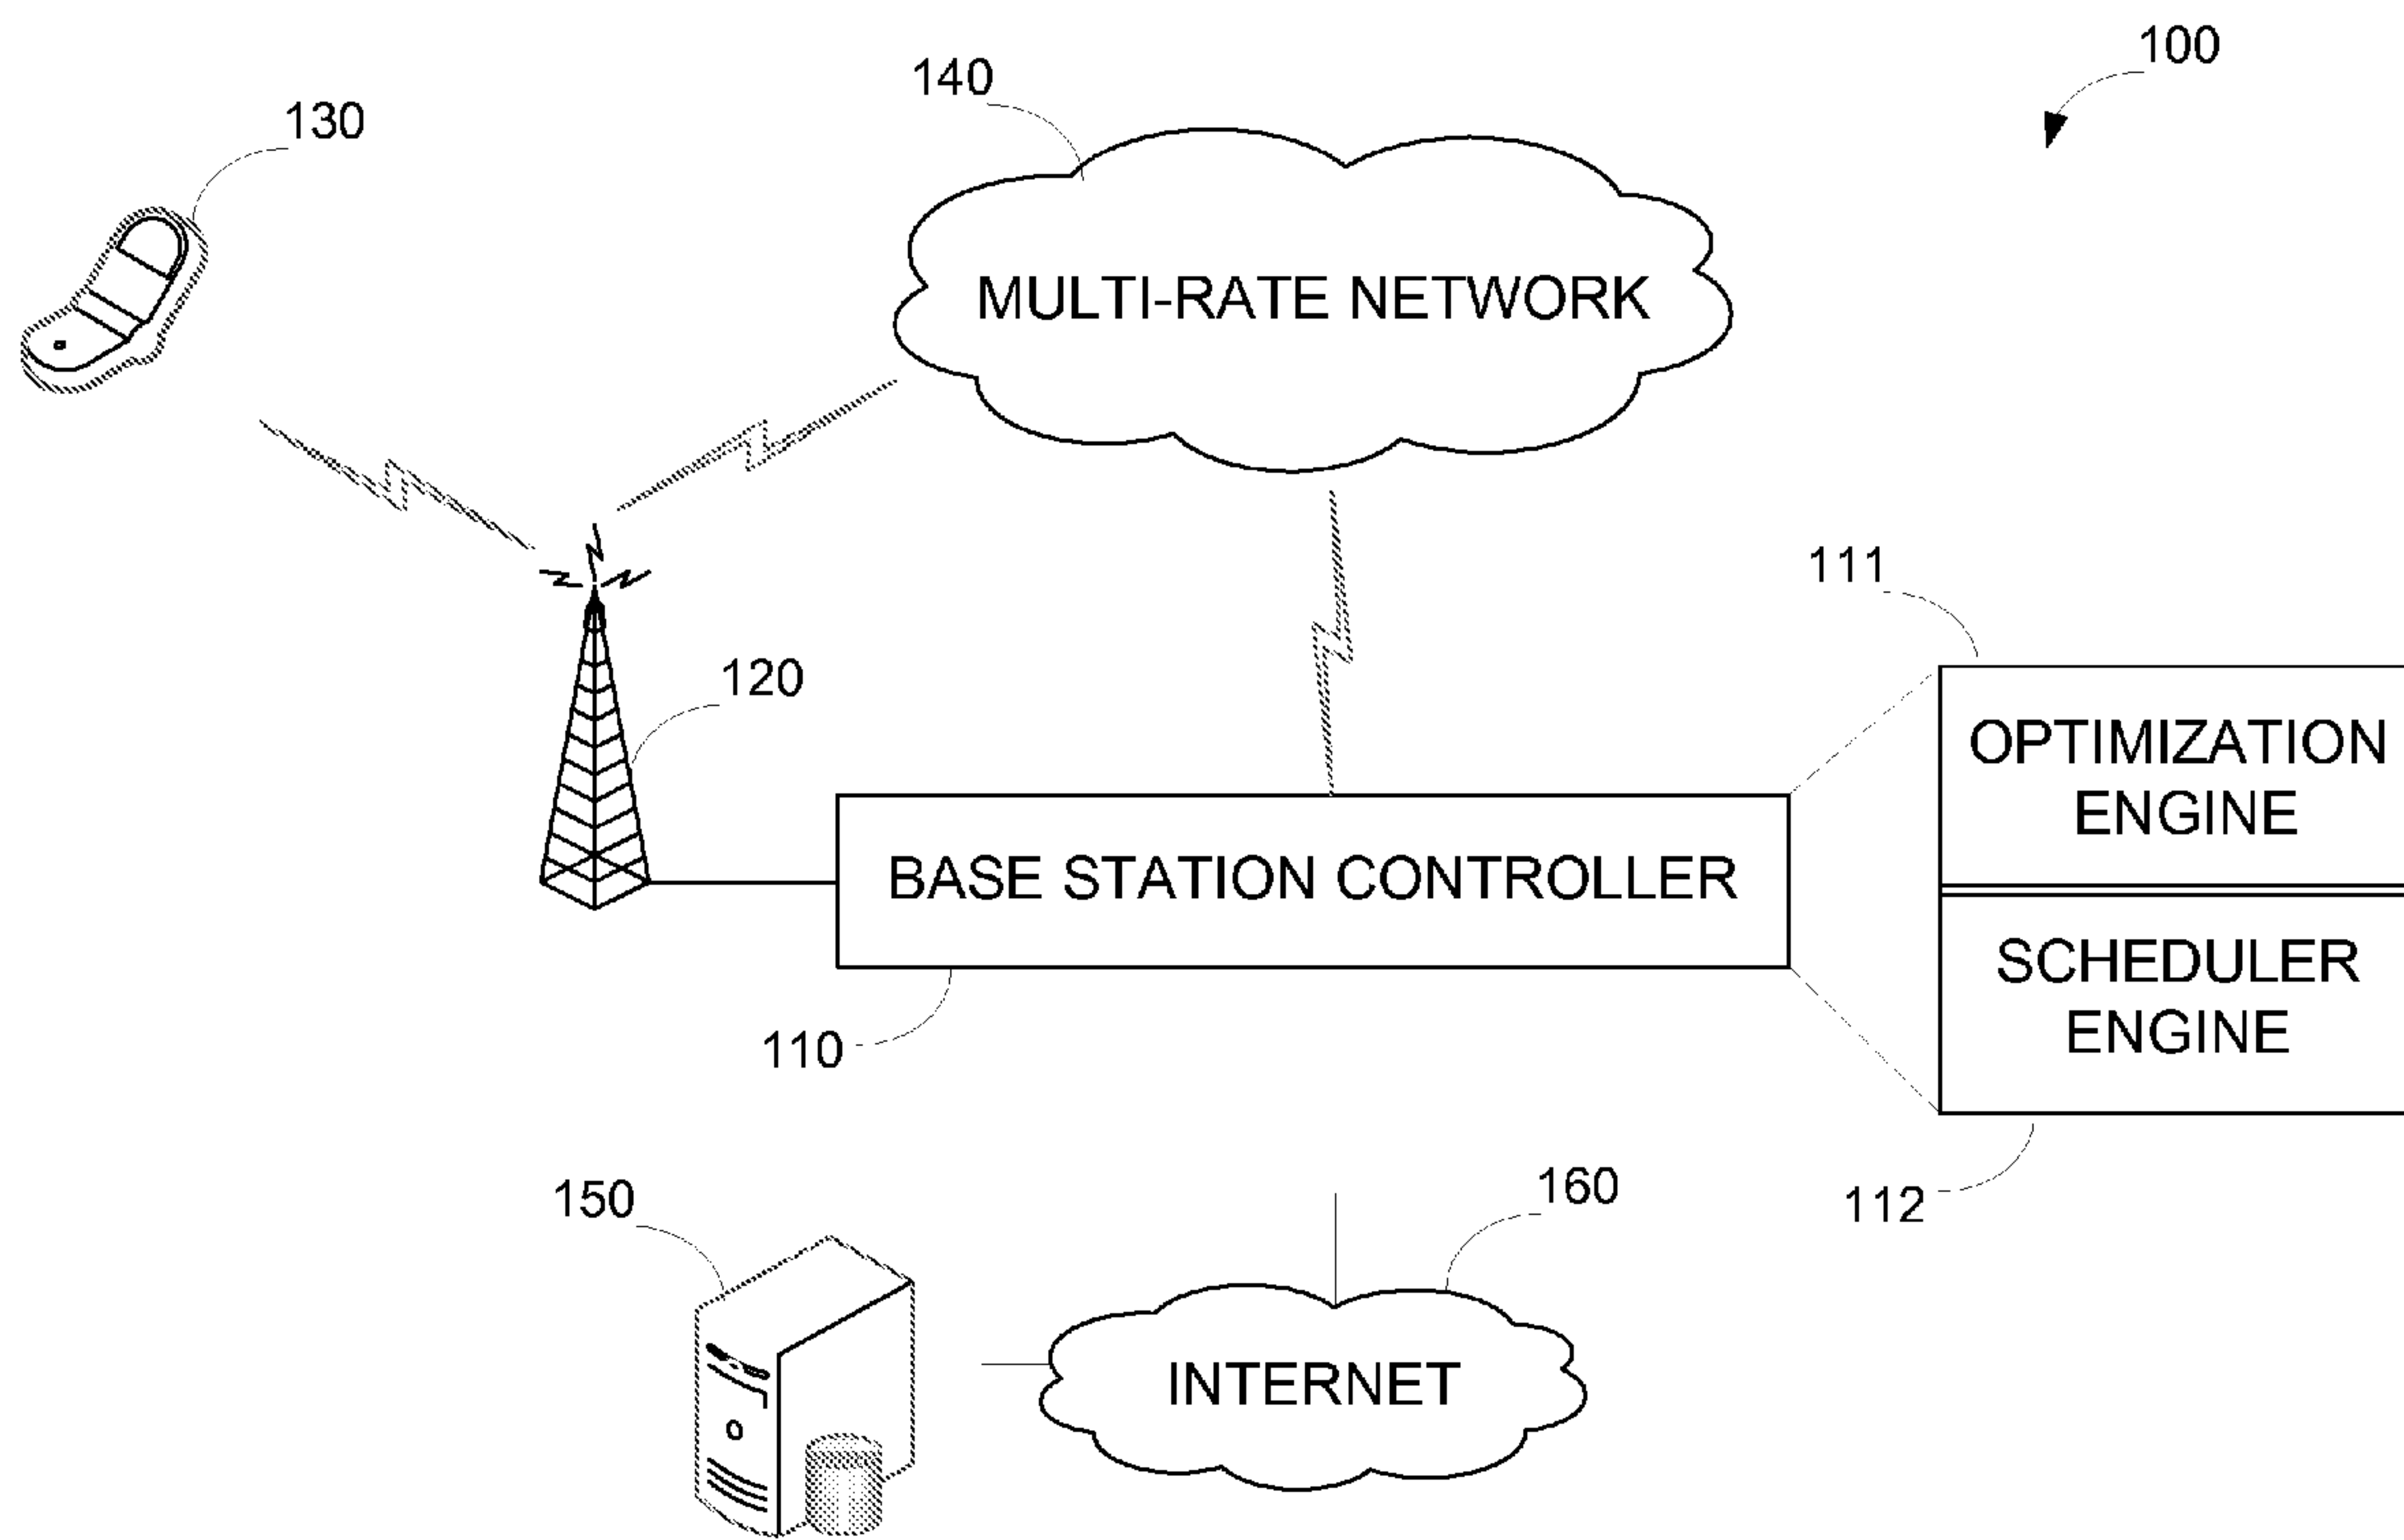 100
140
130
MULTI-RATE NETWORK
111
120
OPTIMIZATION
ENGINE
BASE STATION CONTROLLER
SCHEDULER
ENGINE
110
150
160
112
INTERNET